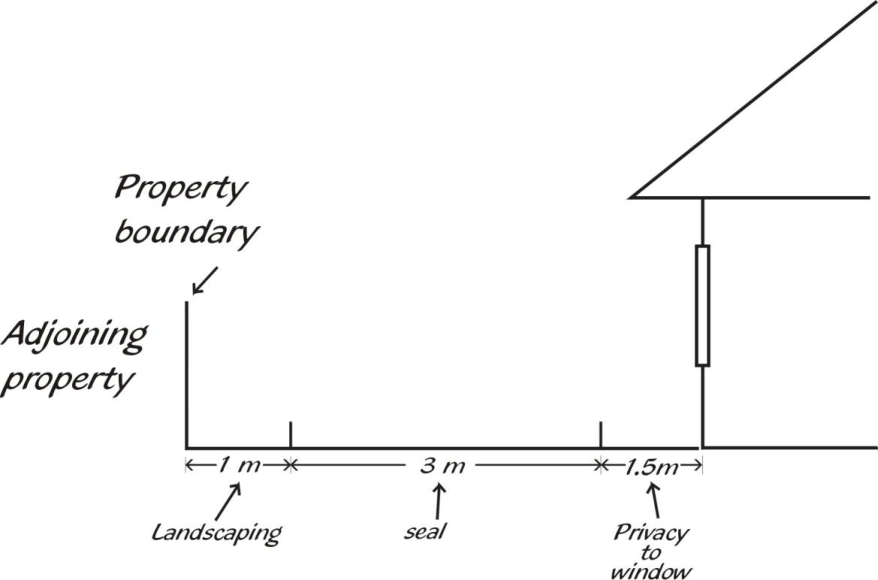 Property
boundary
Adjoining
property
1 m
3 m
1.5m
Landscaping
seal
Privacy
to
window